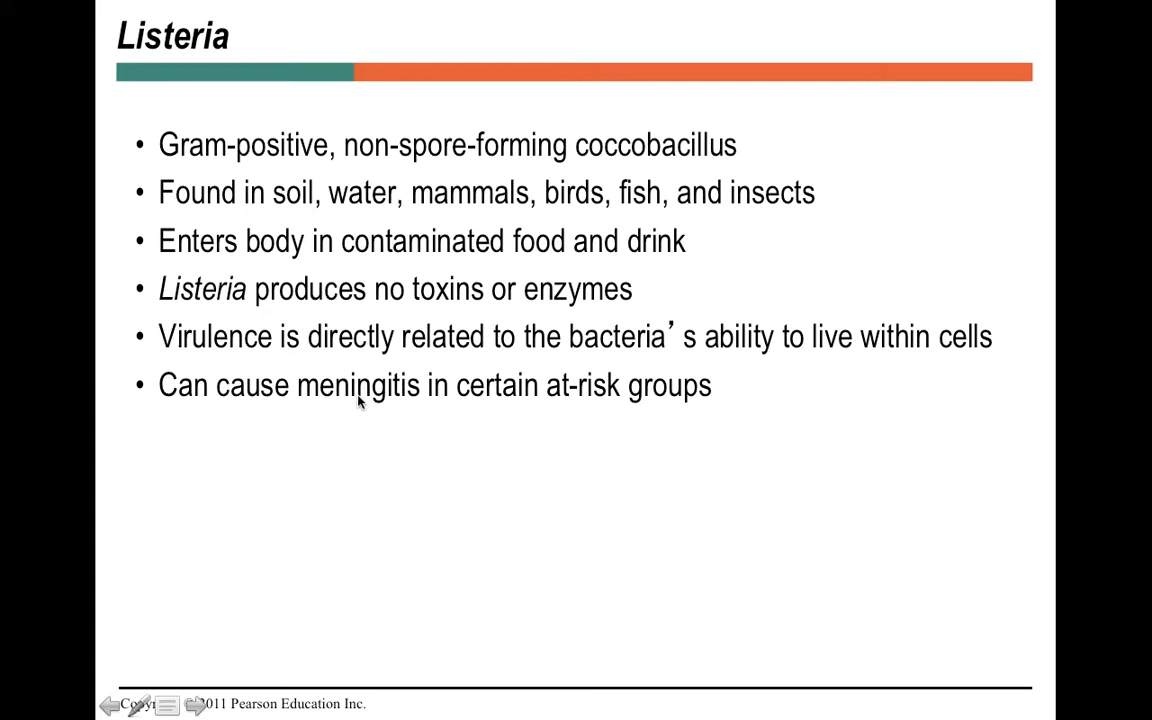 Listeria
• Gram-positive, non-spore-forming coccobacillus
• Found in soil, water, mammals, birds, fish, and insects
• Enters body in contaminated food and drink
• Listeria produces no toxins or enzymes
• Virulence is directly related to the bacteria’s ability to live within cells
• Can cause meningitis in certain at-risk groups
2011 Pearson Education Inc.